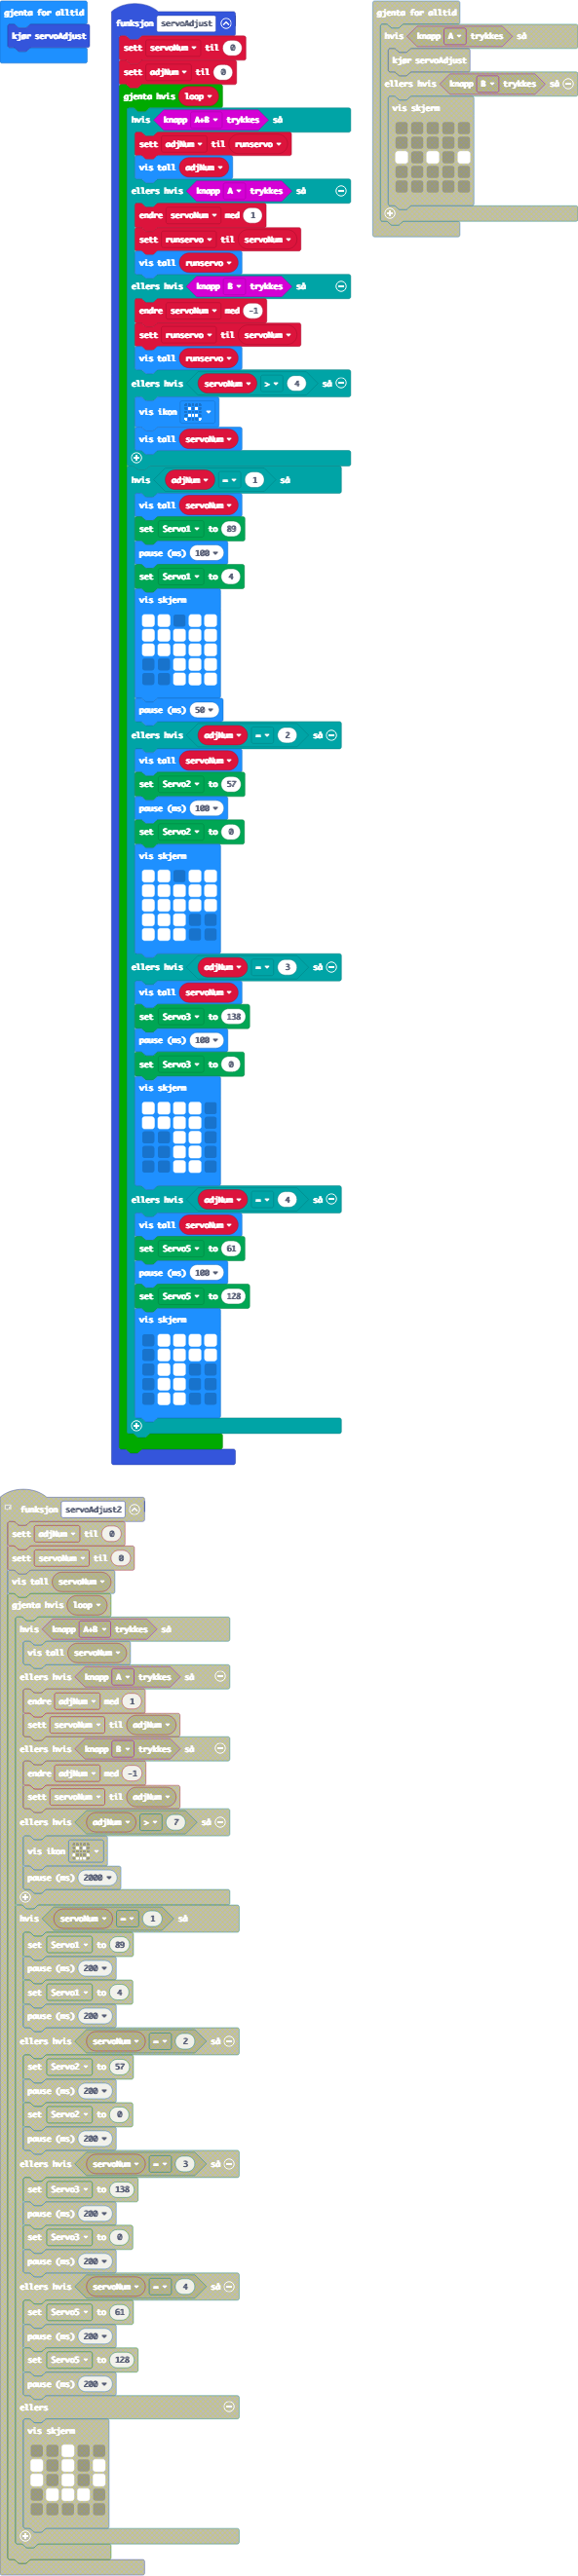 gjenta for alltid
kjør servoAdjust
funksjon servoAdjust
sett servoNum til 0
sett adjNum til 0
gjenta hvis loop
hvis knapp A+B trykkes så
sett adjNum til runservo
vis tall adjNum
ellers hvis knapp A trykkes så
endre servoNum med 1
sett runservo til servoNum
vis tall runservo
ellers hvis knapp B trykkes så
endre servoNum med -1
sett runservo til servoNum
vis tall runservo
ellers hvis servoNum > 4 så
vis ikon
vis tall servoNum
hvis adjNum = 1 så
vis tall servoNum
set Servo1 to 89
pause (ms) 100
set Servo1 to 4
vis skjerm
pause (ms) 50
ellers hvis adjNum = 2 så
vis tall servoNum
set Servo2 to 57
pause (ms) 100
set Servo2 to 0
vis skjerm
ellers hvis adjNum = 3 så
vis tall servoNum
set Servo3 to 138
pause (ms) 100
set Servo3 to 0
vis skjerm
ellers hvis adjNum = 4 så
vis tall servoNum
set Servo5 to 61
pause (ms) 100
set Servo5 to 128
vis skjerm
gjenta for alltid
hvis knapp A trykkes så
kjør servoAdjust
ellers hvis knapp B trykkes så
vis skjerm
funksjon servoAdjust2
sett adjNum til 0
sett servoNum til 8
vis tall servoNum
gjenta hvis loop
hvis knapp A+B trykkes så
vis tall servoNum
ellers hvis knapp A trykkes så
endre adjNum med 1
sett servoNum til adjNum
ellers hvis knapp B trykkes så
endre adjNum med -1
sett servoNum til adjNum
ellers hvis adjNum > 7 så
vis ikon
pause (ms) 2000
hvis servoNum = 1 så
set Servo1 to 89
pause (ms) 200
set Servo1 to 4
pause (ms) 200
ellers hvis servoNum = 2 så
set Servo2 to 57
pause (ms) 200
set Servo2 to 0
pause (ms) 200
ellers hvis servoNum = 3 så
set Servo3 to 138
pause (ms) 200
set Servo3 to 0
pause (ms) 200
ellers hvis servoNum = 4 så
set Servo5 to 61
pause (ms) 200
set Servo5 to 128
pause (ms) 200
ellers
vis skjerm